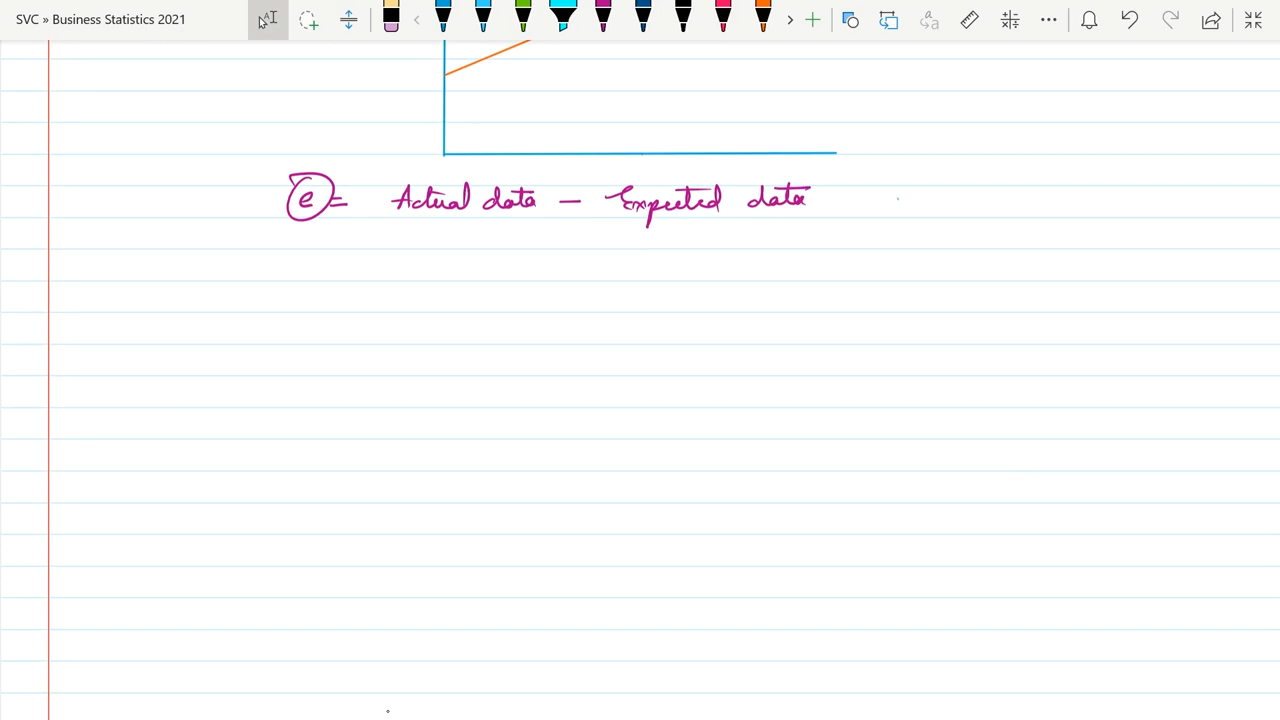 SVC » Business Statistics 2021
e = Actual data - Expected data